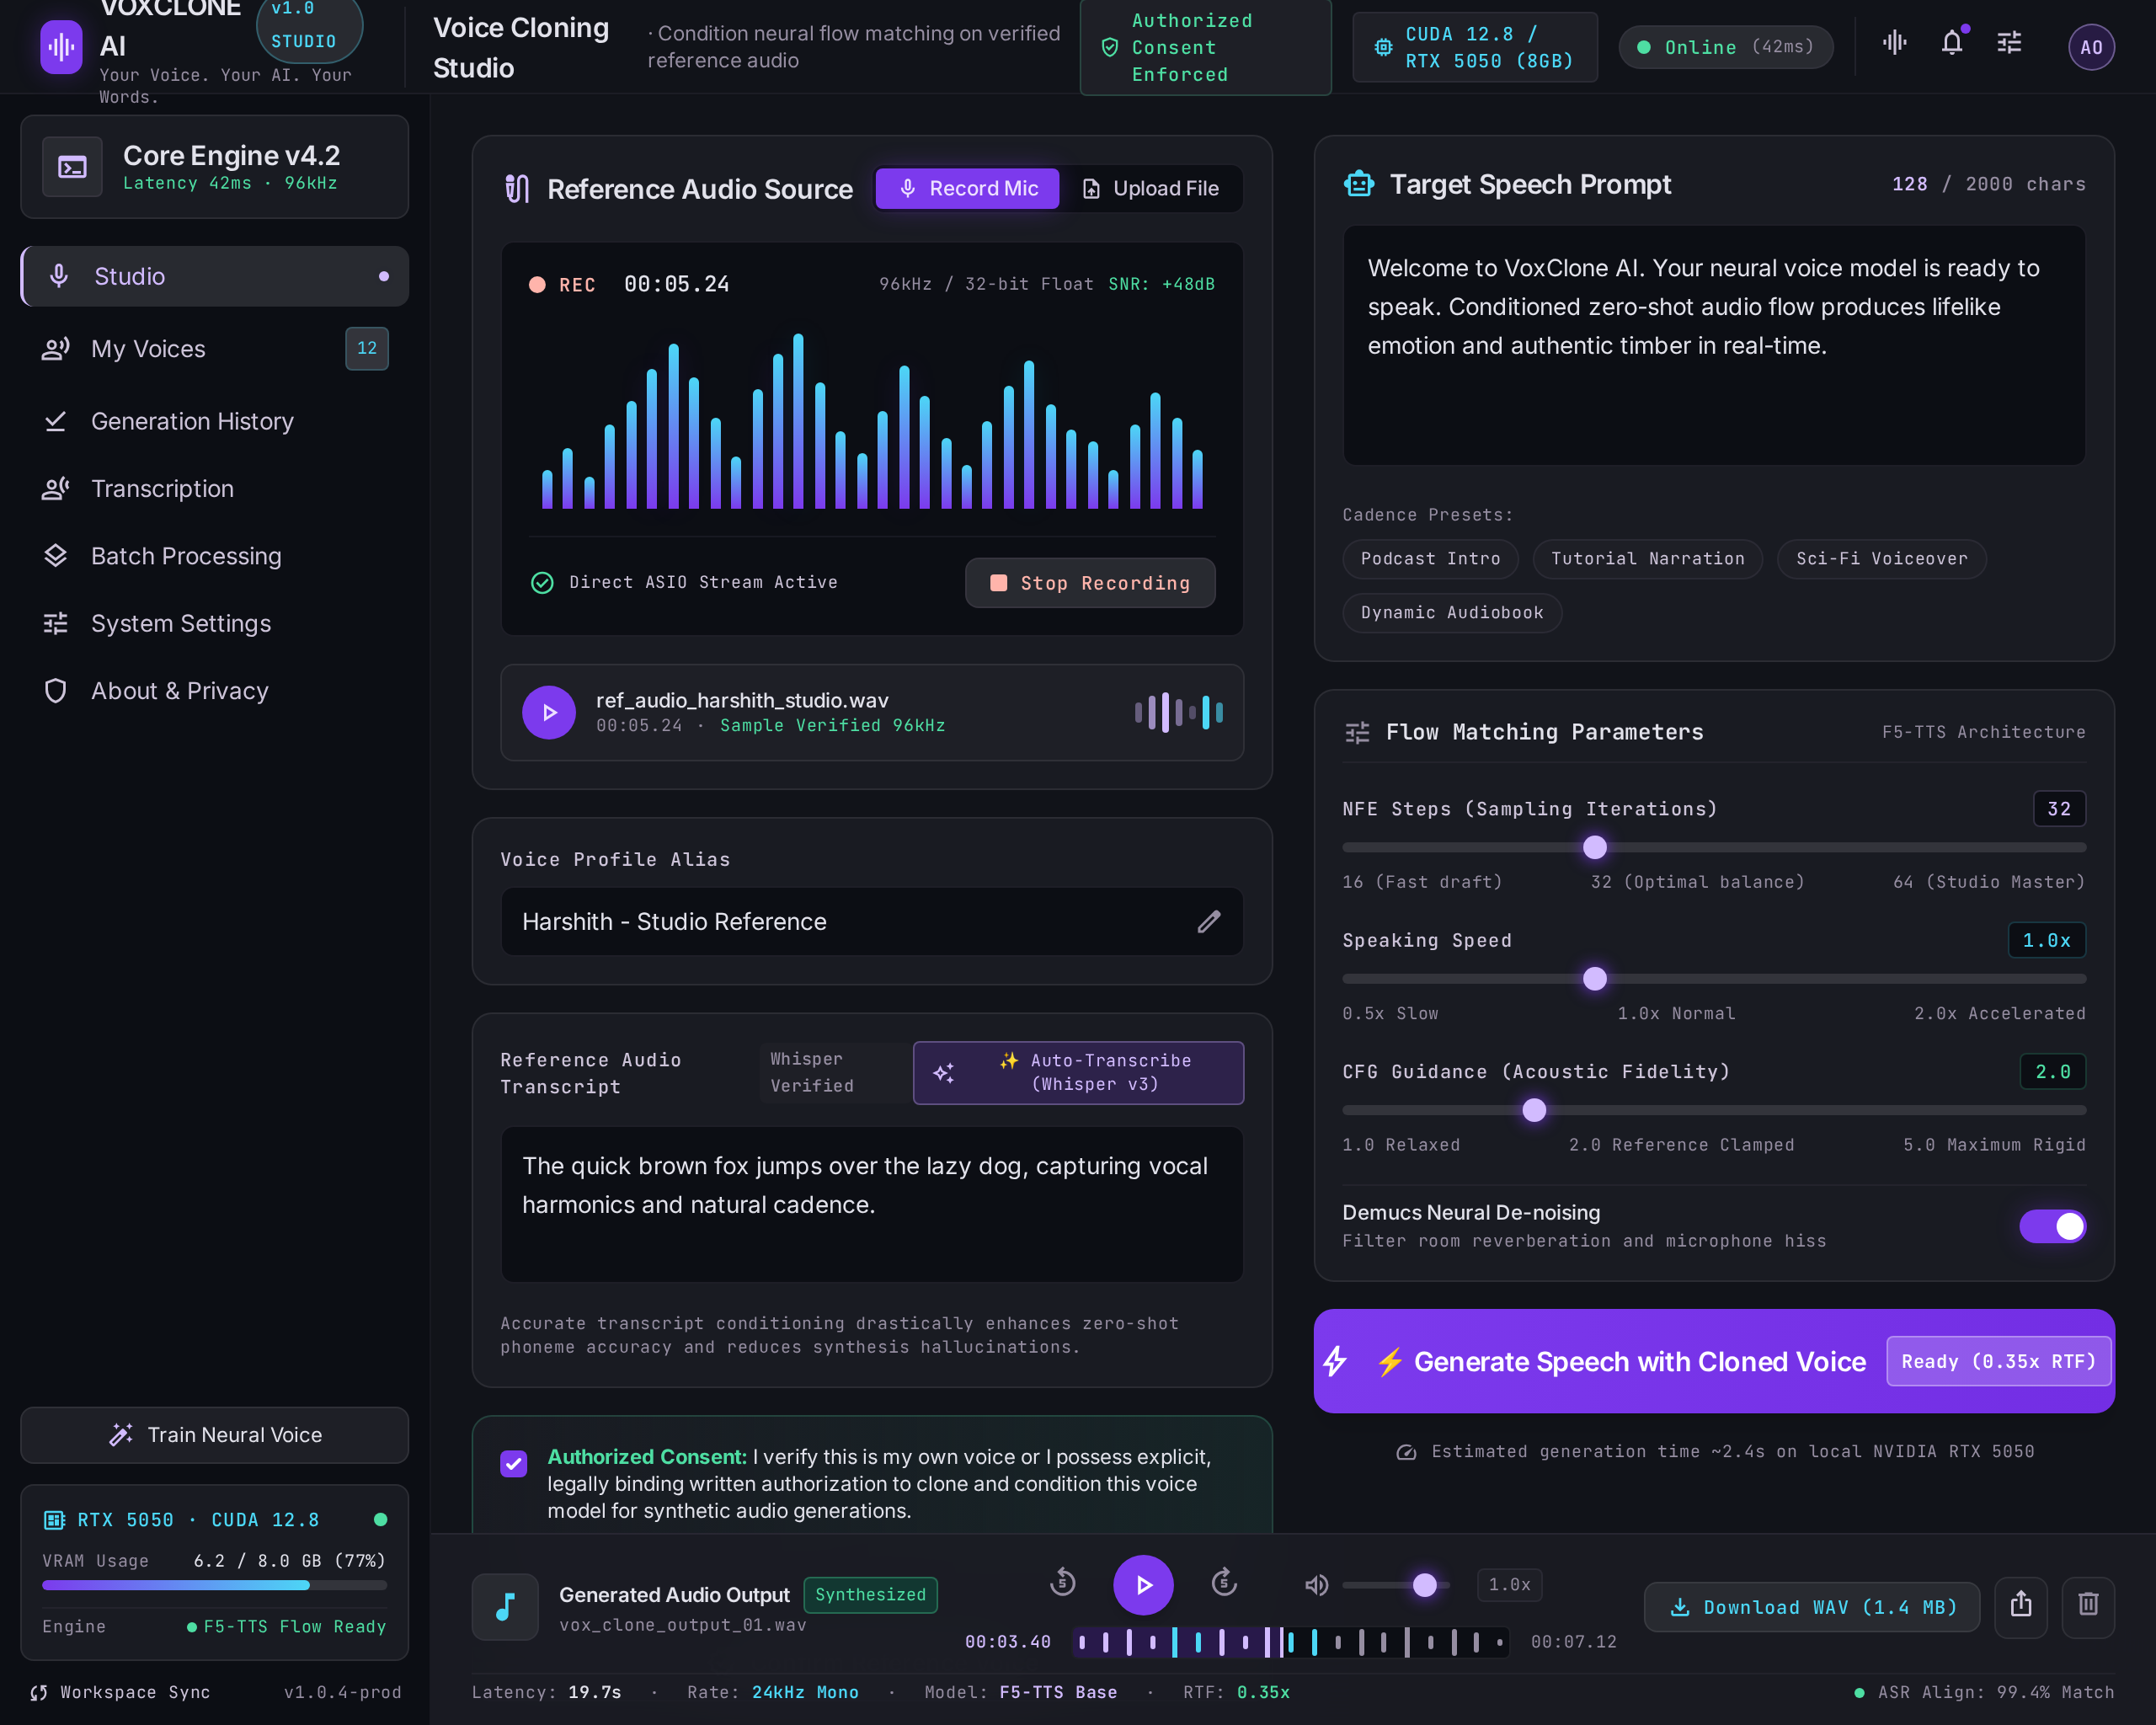 VOXCLONE
AI
v1.0
STUDIO
Your Voice. Your AI. Your
Words.
Voice Cloning
Studio
· Condition neural flow matching on verified
reference audio
Authorized
Consent
Enforced
CUDA 12.8 /
RTX 5050 (8GB)
Online (42ms)
AO
Core Engine v4.2
Latency 42ms · 96kHz
Studio
My Voices
12
Generation History
Transcription
Batch Processing
System Settings
About & Privacy
Train Neural Voice
RTX 5050 · CUDA 12.8
VRAM Usage 6.2 / 8.0 GB (77%)
Engine F5-TTS Flow Ready
Workspace Sync v1.0.4-prod
Reference Audio Source
Record Mic
Upload File
REC 00:05.24
96kHz / 32-bit Float SNR: +48dB
Direct ASIO Stream Active
Stop Recording
ref_audio_harshith_studio.wav
00:05.24 · Sample Verified 96kHz
Voice Profile Alias
Harshith - Studio Reference
Reference Audio
Transcript
Whisper
Verified
✨ Auto-Transcribe
(Whisper v3)
The quick brown fox jumps over the lazy dog, capturing vocal
harmonics and natural cadence.
Accurate transcript conditioning drastically enhances zero-shot
phoneme accuracy and reduces synthesis hallucinations.
Authorized Consent: I verify this is my own voice or I possess explicit,
legally binding written authorization to clone and condition this voice
model for synthetic audio generations.
Target Speech Prompt
128 / 2000 chars
Welcome to VoxClone AI. Your neural voice model is ready to
speak. Conditioned zero-shot audio flow produces lifelike
emotion and authentic timber in real-time.
Cadence Presets:
Podcast Intro
Tutorial Narration
Sci-Fi Voiceover
Dynamic Audiobook
Flow Matching Parameters
F5-TTS Architecture
NFE Steps (Sampling Iterations)
32
16 (Fast draft) 32 (Optimal balance) 64 (Studio Master)
Speaking Speed
1.0x
0.5x Slow 1.0x Normal 2.0x Accelerated
CFG Guidance (Acoustic Fidelity)
2.0
1.0 Relaxed 2.0 Reference Clamped 5.0 Maximum Rigid
Demucs Neural De-noising
Filter room reverberation and microphone hiss
⚡ Generate Speech with Cloned Voice
Ready (0.35x RTF)
Estimated generation time ~2.4s on local NVIDIA RTX 5050
Generated Audio Output
Synthesized
vox_clone_output_01.wav
5
5
1.0x
00:03.40
00:07.12
Download WAV (1.4 MB)
Latency: 19.7s · Rate: 24kHz Mono · Model: F5-TTS Base · RTF: 0.35x
ASR Align: 99.4% Match